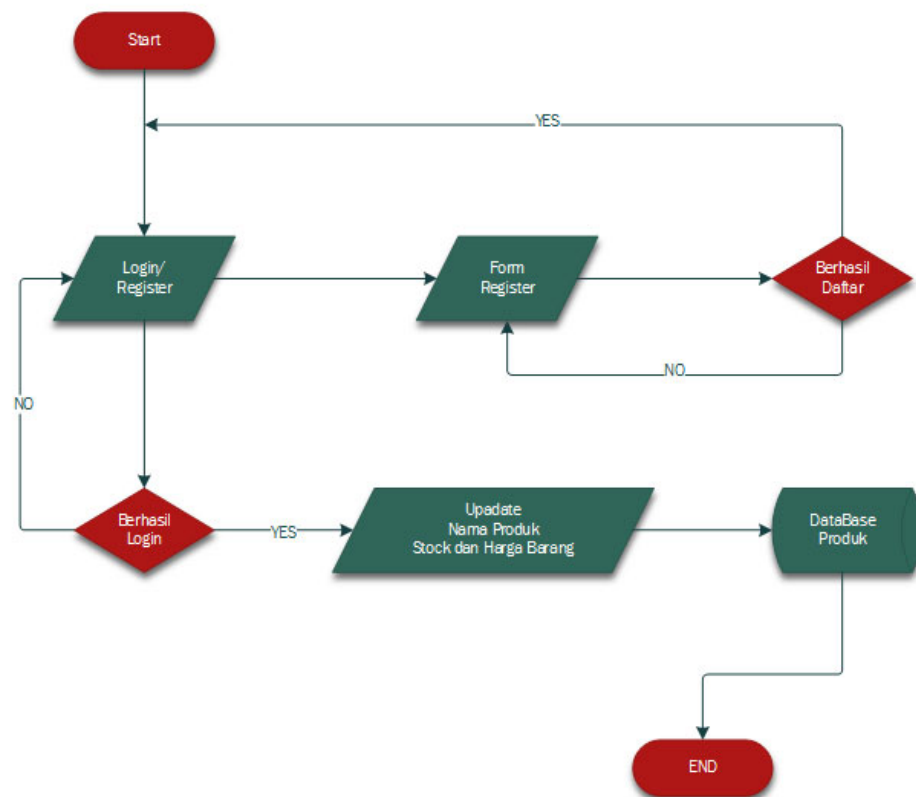 Start
YES
Login/
Register
Form
Register
Berhasil
Daftar
NO
NO
Berhasil
Login
YES
Upadate
Nama Produk
Stock dan Harga Barang
DataBase
Produk
END